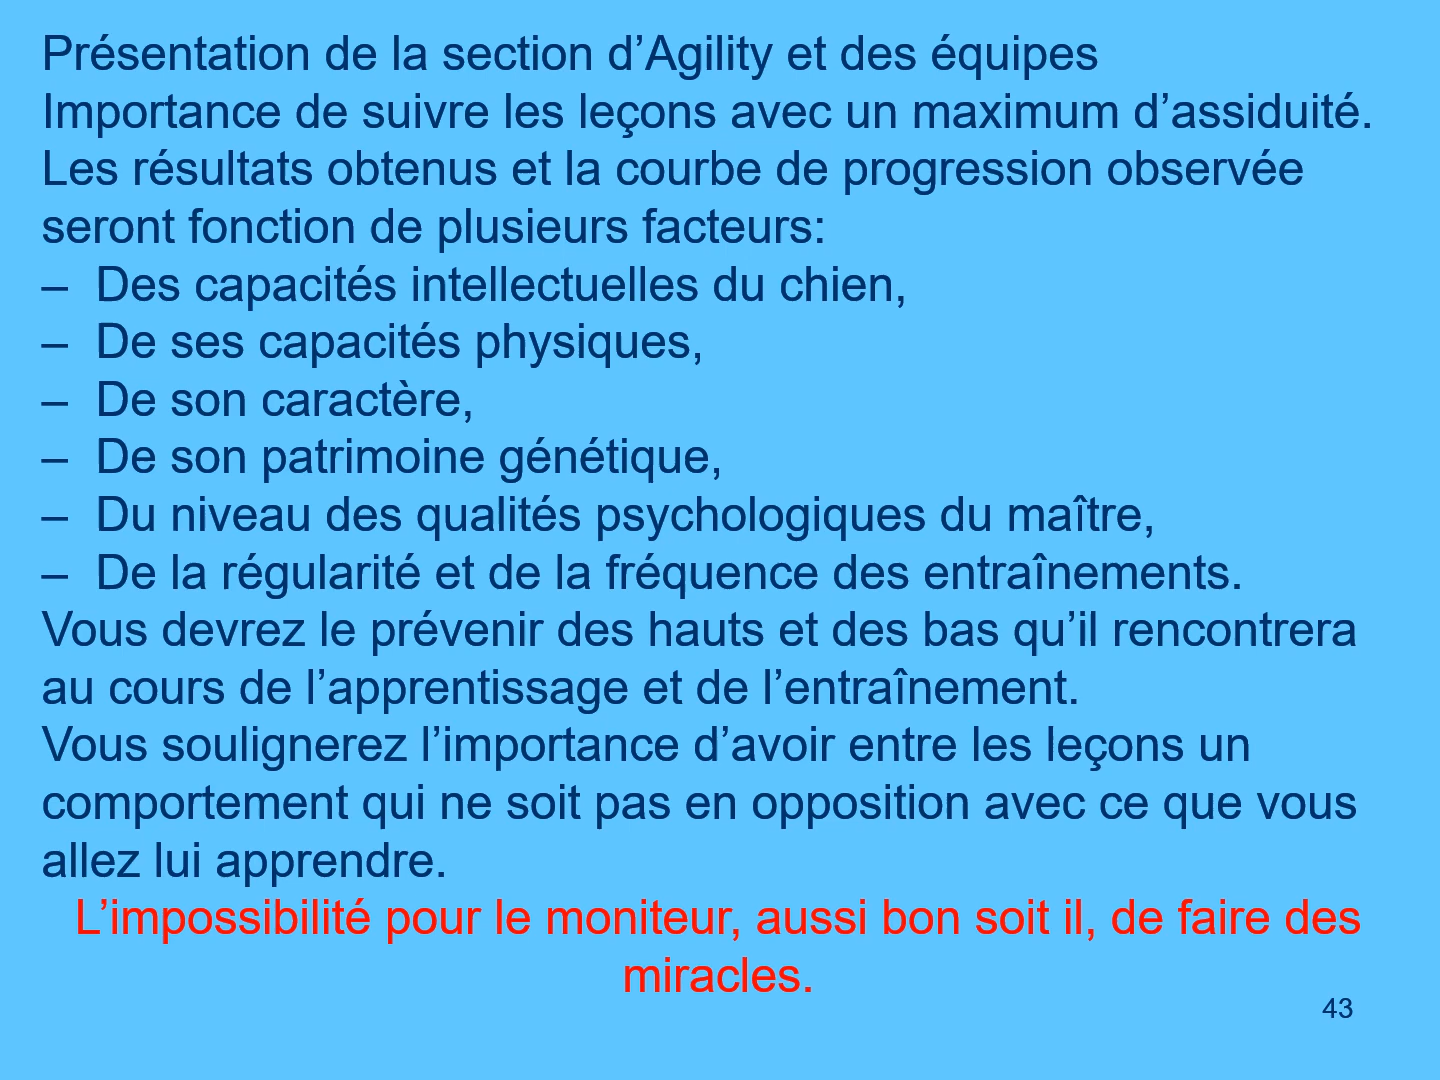 Présentation de la section d’Agility et des équipes
Importance de suivre les leçons avec un maximum d’assiduité.
Les résultats obtenus et la courbe de progression observée
seront fonction de plusieurs facteurs:
– Des capacités intellectuelles du chien,
– De ses capacités physiques,
– De son caractère,
– De son patrimoine génétique,
– Du niveau des qualités psychologiques du maître,
– De la régularité et de la fréquence des entraînements.
Vous devrez le prévenir des hauts et des bas qu’il rencontrera
au cours de l’apprentissage et de l’entraînement.
Vous soulignerez l’importance d’avoir entre les leçons un
comportement qui ne soit pas en opposition avec ce que vous
allez lui apprendre.
L’impossibilité pour le moniteur, aussi bon soit il, de faire des
miracles.
43